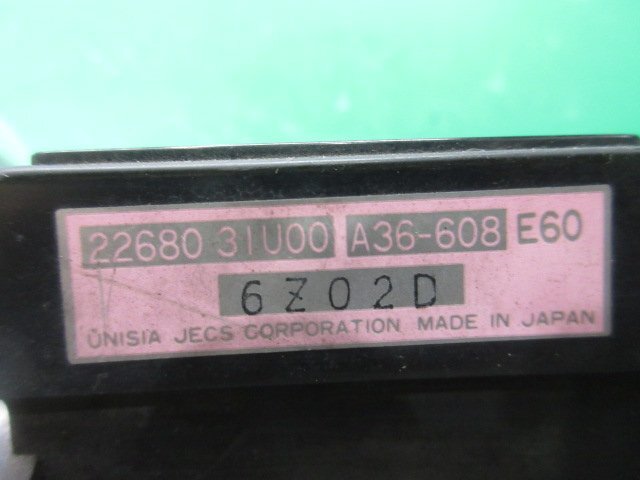 22680 31U00 A36-608 E60
6Z02D
UNISIA JECS CORPORATION MADE IN JAPAN